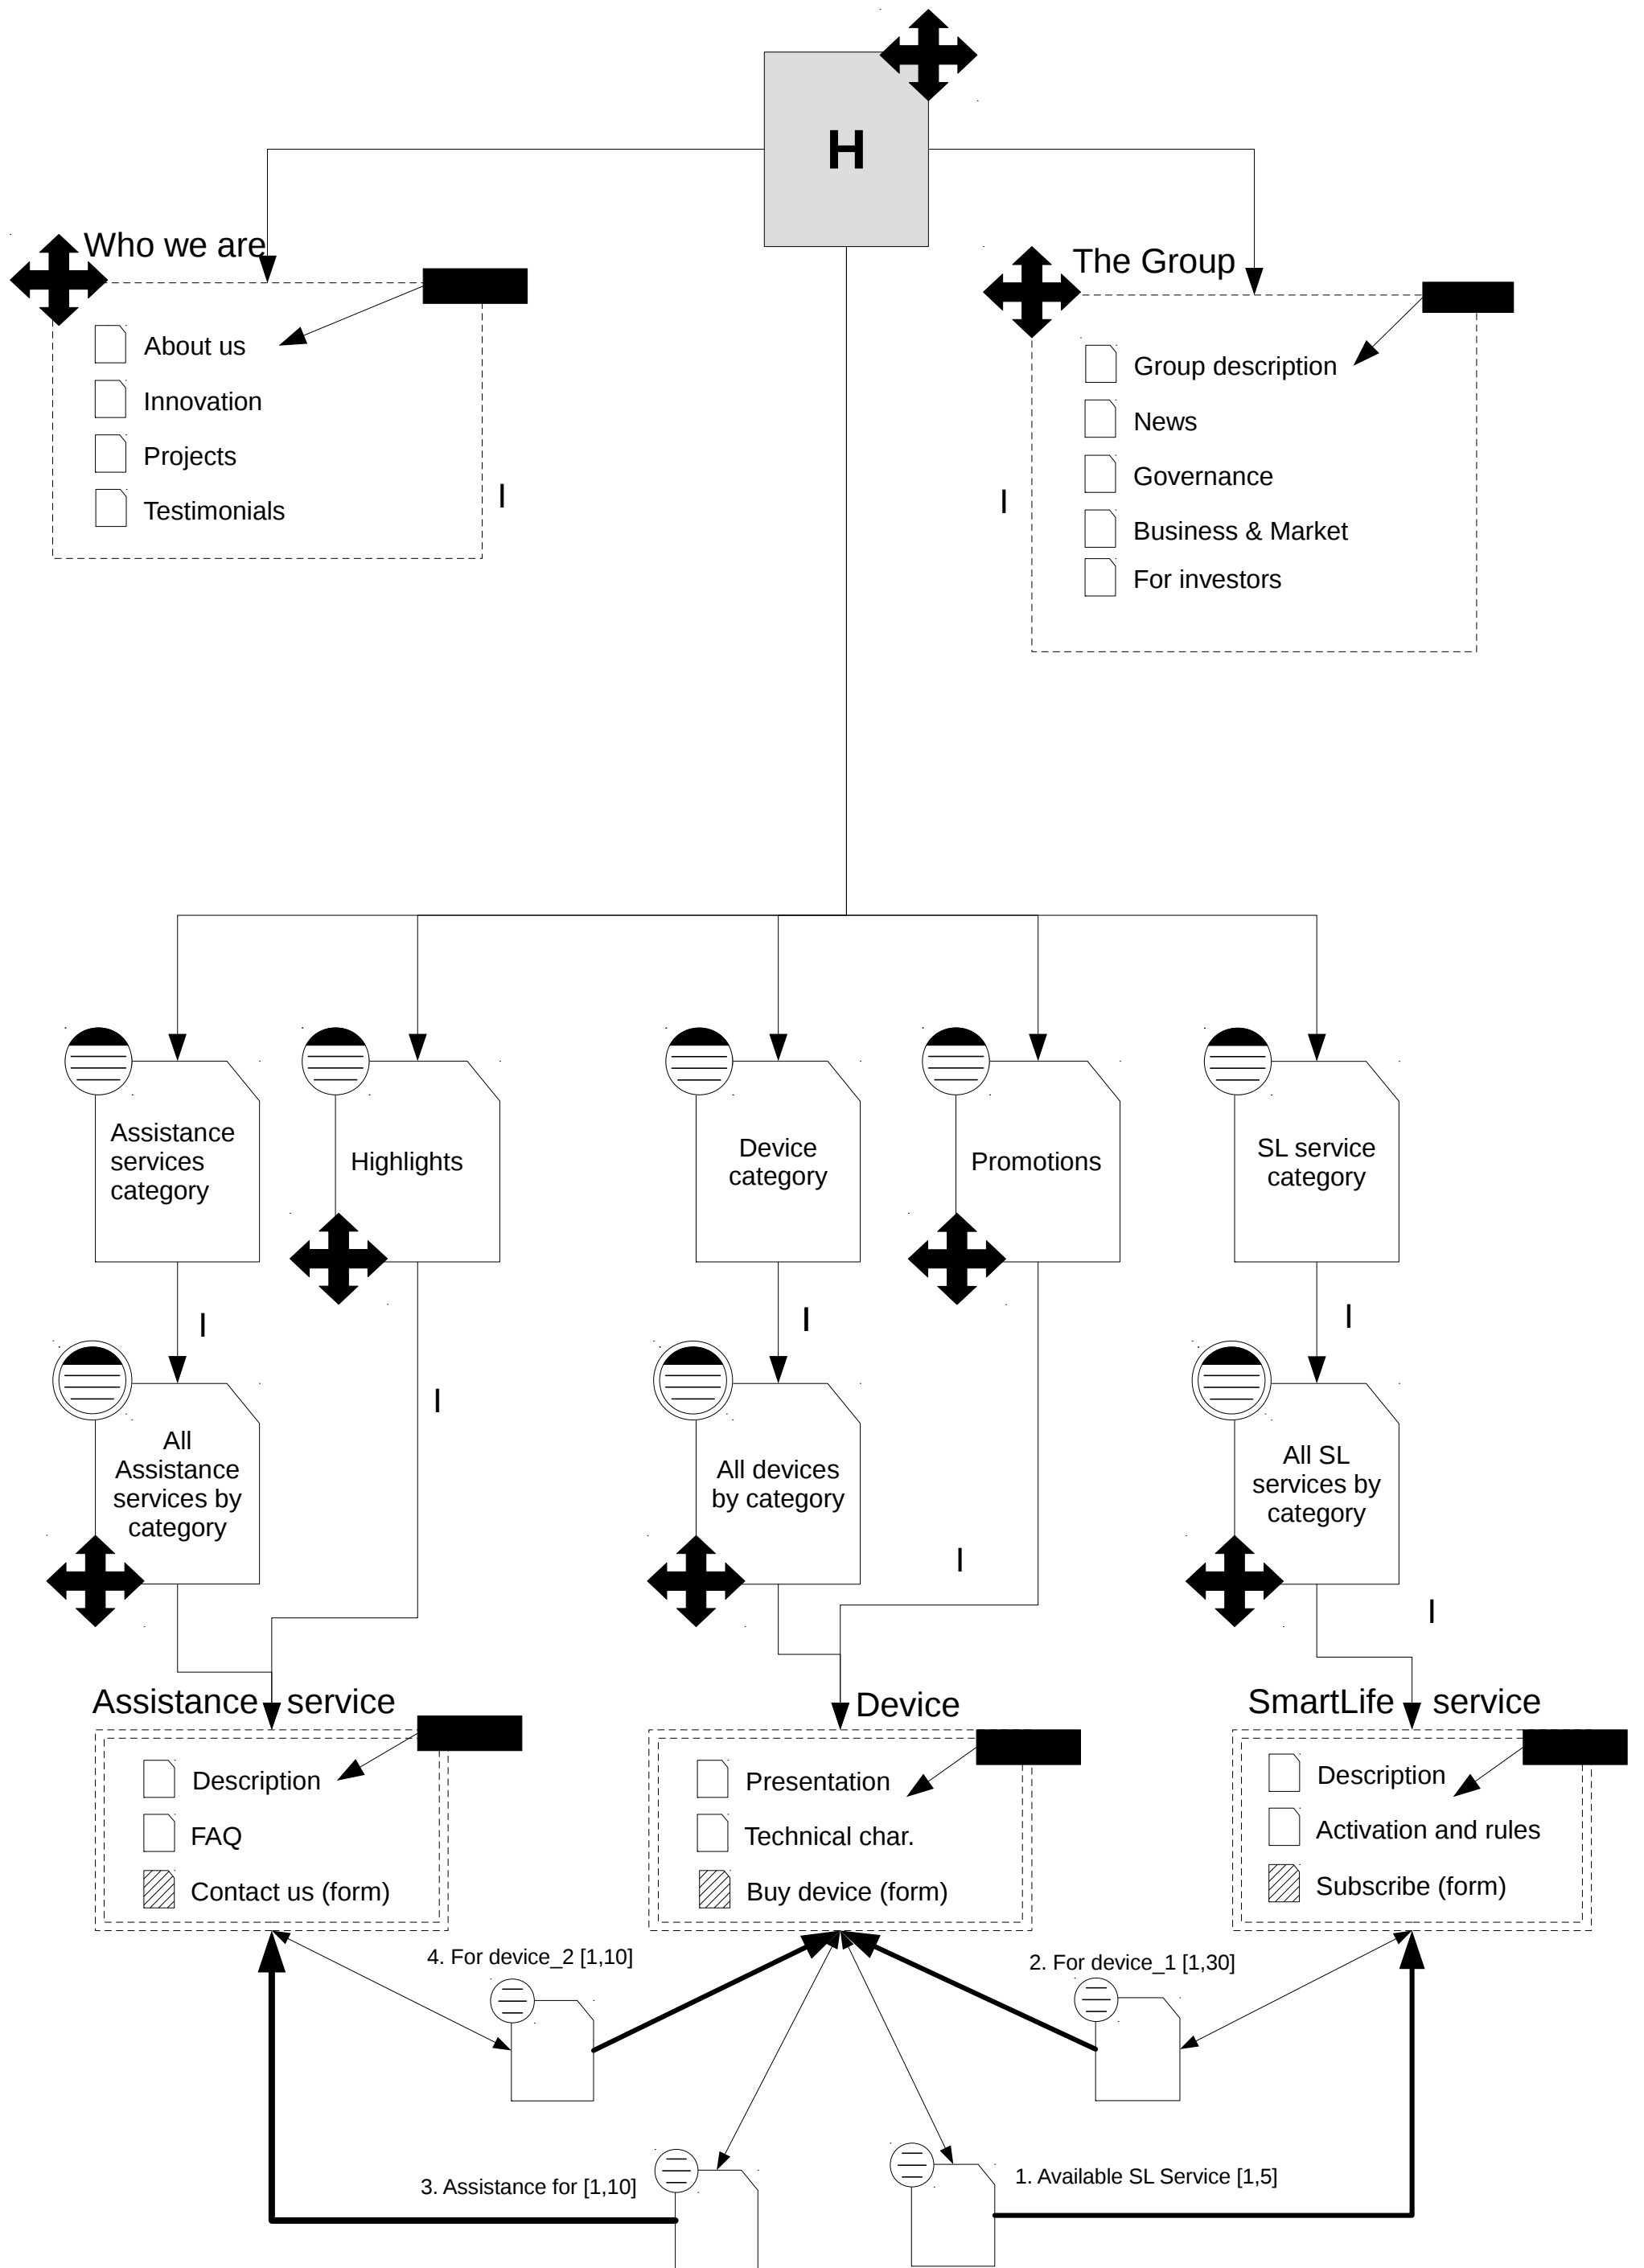 H
Who we are
The Group
About us
Innovation
Projects
Testimonials
I
Group description
News
Governance
Business & Market
For investors
I
Assistance
services
category
Highlights
Device
category
Promotions
SL service
category
I
I
I
I
All
Assistance
services by
category
All devices
by category
All SL
services by
category
I
I
Assistance service
Device
SmartLife service
Description
FAQ
Contact us (form)
Presentation
Technical char.
Buy device (form)
Description
Activation and rules
Subscribe (form)
4. For device_2 [1,10]
2. For device_1 [1,30]
3. Assistance for [1,10]
1. Available SL Service [1,5]